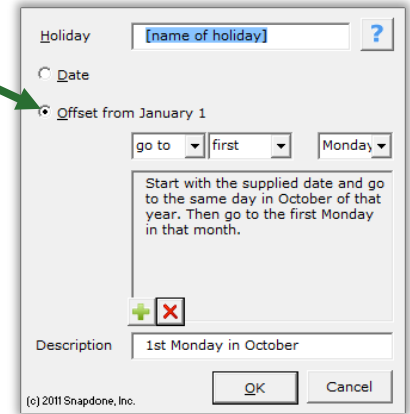 Holiday [name of holiday] ?
Date
Offset from January 1
go to first Monday
Start with the supplied date and go
to the same day in October of that
year. Then go to the first Monday
in that month.
Description 1st Monday in October
OK Cancel
(c) 2011 Snapdone, Inc.